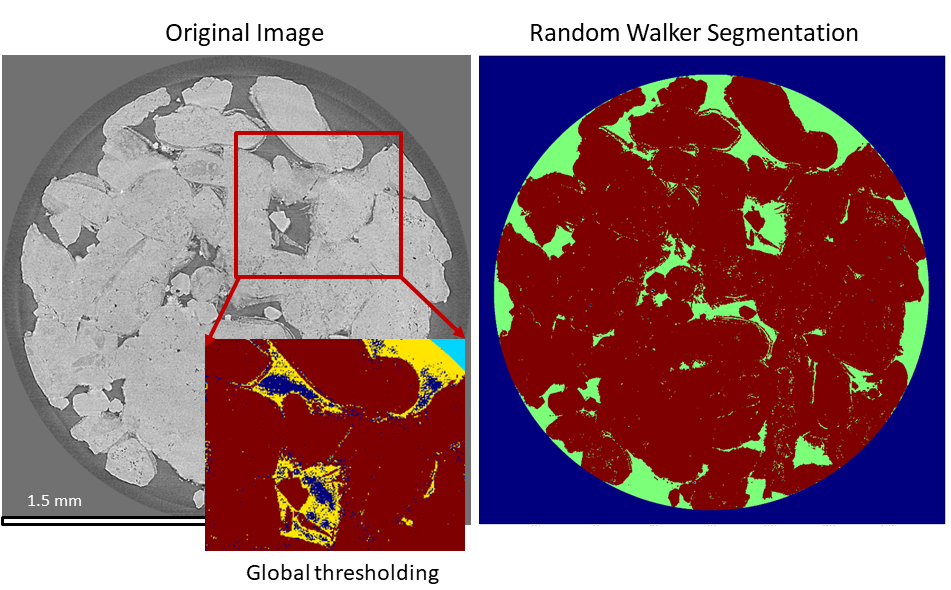 Original Image
Random Walker Segmentation
1.5 mm
Global thresholding